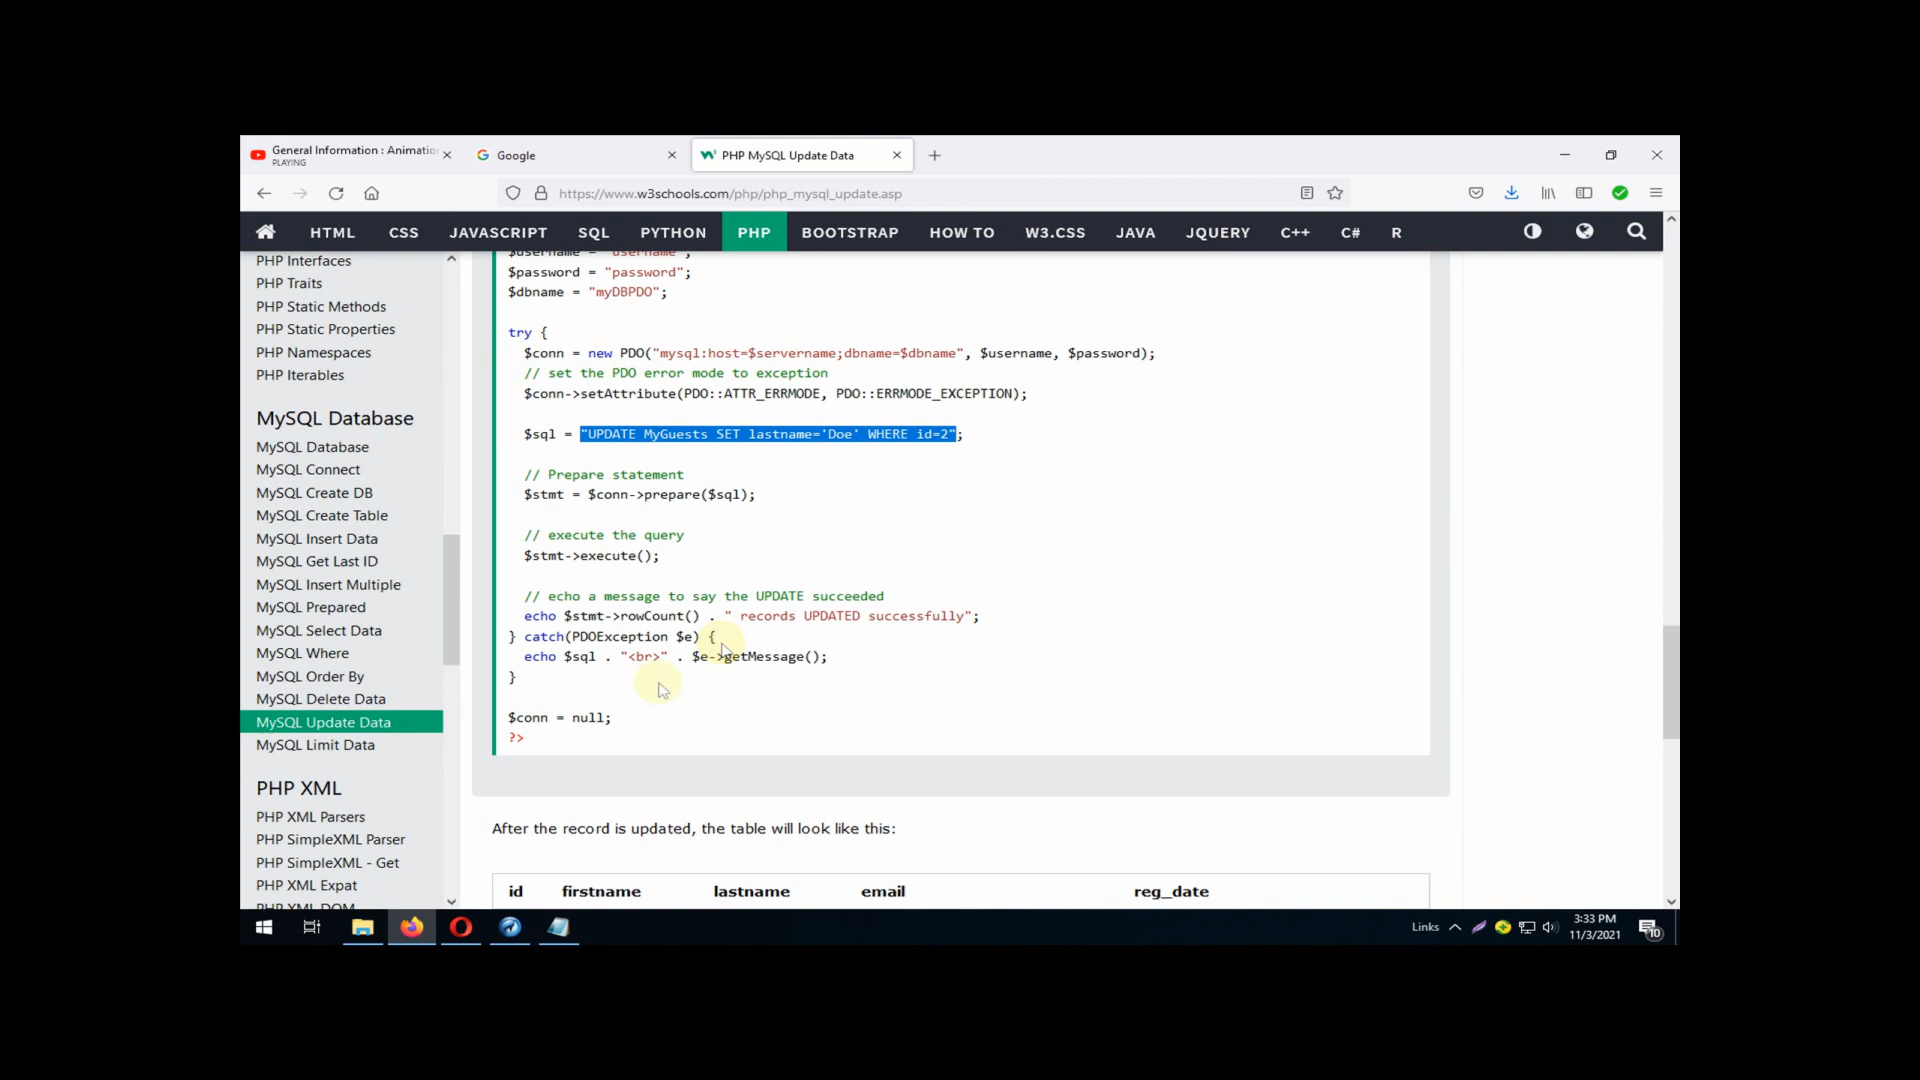 General Information : Animation
PLAYING
Google
PHP MySQL Update Data
https://www.w3schools.com/php/php_mysql_update.asp
HTML CSS JAVASCRIPT SQL PYTHON PHP BOOTSTRAP HOW TO W3.CSS JAVA JQUERY C++ C# R
PHP Interfaces
PHP Traits
PHP Static Methods
PHP Static Properties
PHP Namespaces
PHP Iterables
MySQL Database
MySQL Database
MySQL Connect
MySQL Create DB
MySQL Create Table
MySQL Insert Data
MySQL Get Last ID
MySQL Insert Multiple
MySQL Prepared
MySQL Select Data
MySQL Where
MySQL Order By
MySQL Delete Data
MySQL Update Data
MySQL Limit Data
PHP XML
PHP XML Parsers
PHP SimpleXML Parser
PHP SimpleXML - Get
PHP XML Expat
PHP XML DOM
$username = "username";
$password = "password";
$dbname = "myDBPDO";
try {
$conn = new PDO("mysql:host=$servername;dbname=$dbname", $username, $password);
// set the PDO error mode to exception
$conn->setAttribute(PDO::ATTR_ERRMODE, PDO::ERRMODE_EXCEPTION);
$sql = "UPDATE MyGuests SET lastname='Doe' WHERE id=2";
// Prepare statement
$stmt = $conn->prepare($sql);
// execute the query
$stmt->execute();
// echo a message to say the UPDATE succeeded
echo $stmt->rowCount() . " records UPDATED successfully";
} catch(PDOException $e) {
echo $sql . "<br>" . $e->getMessage();
}
$conn = null;
?>
After the record is updated, the table will look like this:
id firstname lastname email reg_date
Links
3:33 PM
11/3/2021
10